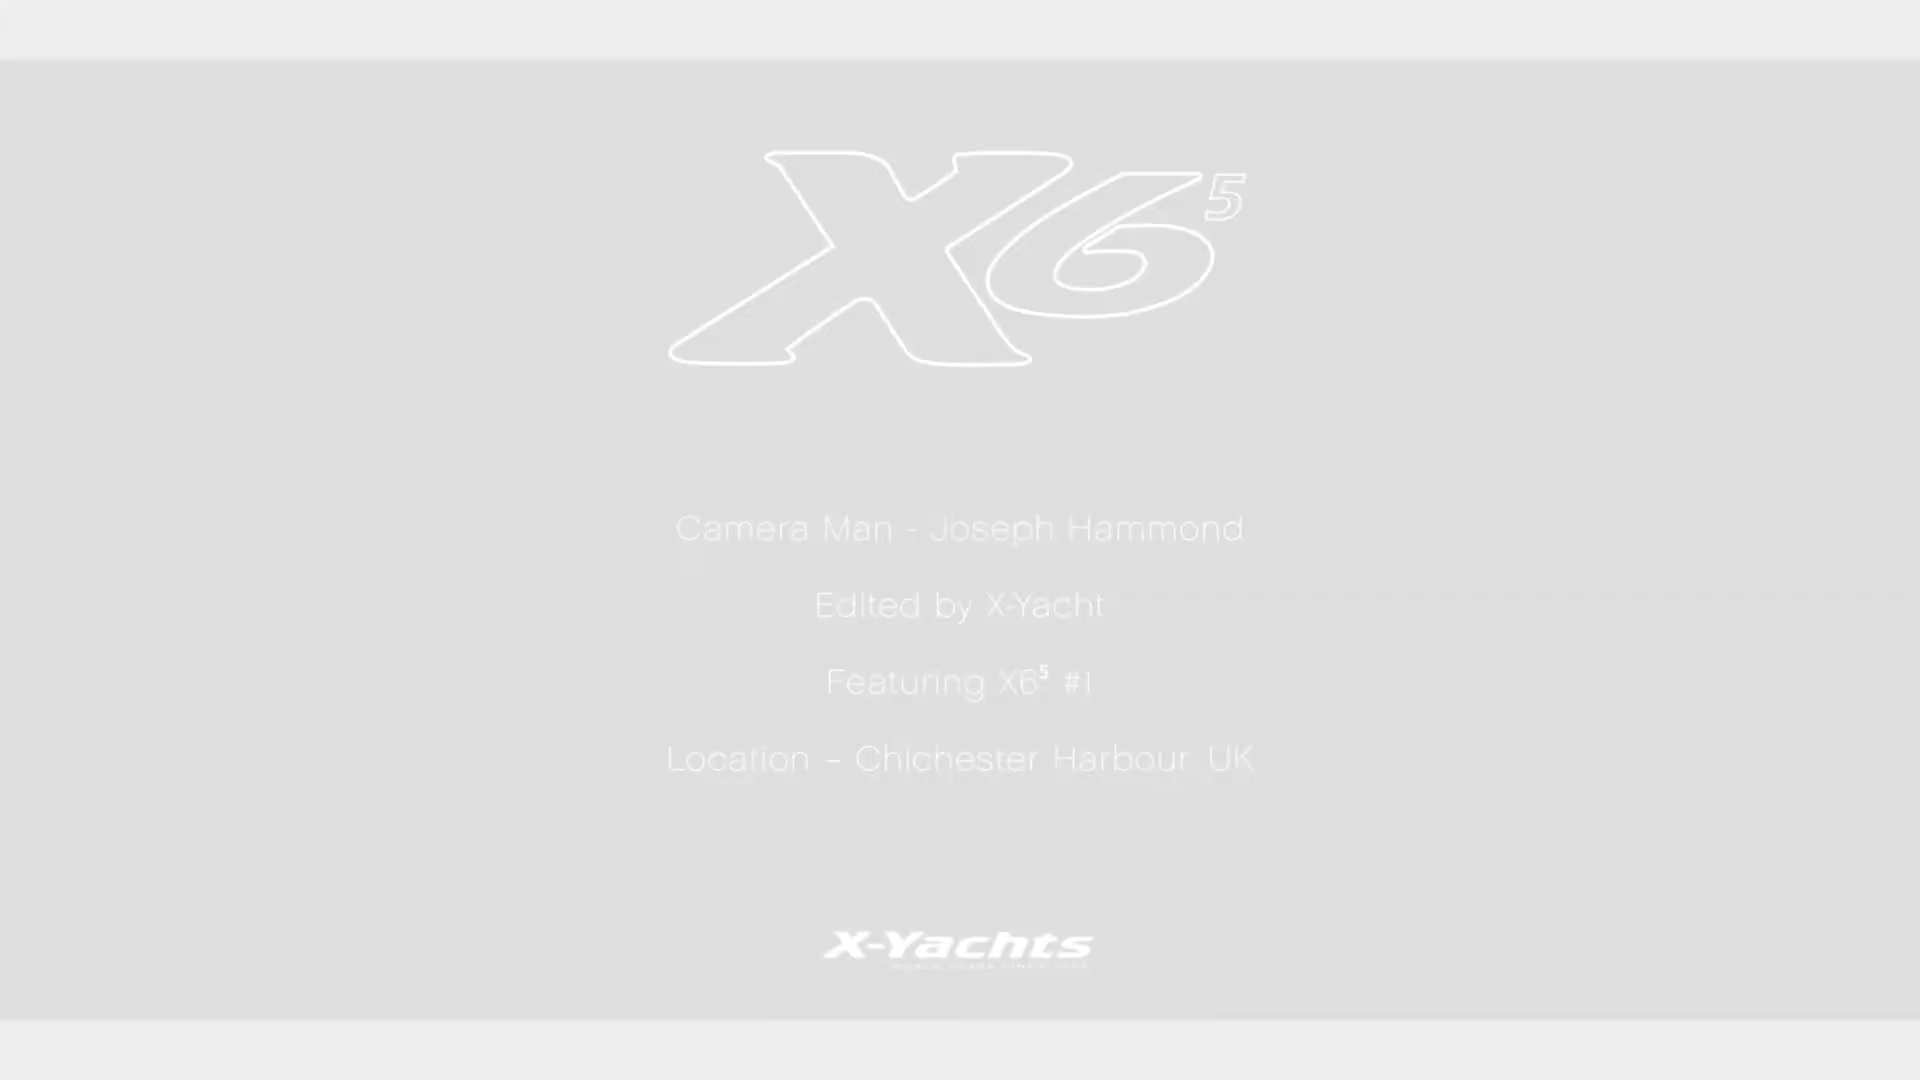 X6⁵
Camera Man - Joseph Hammond
Edited by X-Yacht
Featuring X6⁵ #1
Location – Chichester Harbour UK
X-Yachts